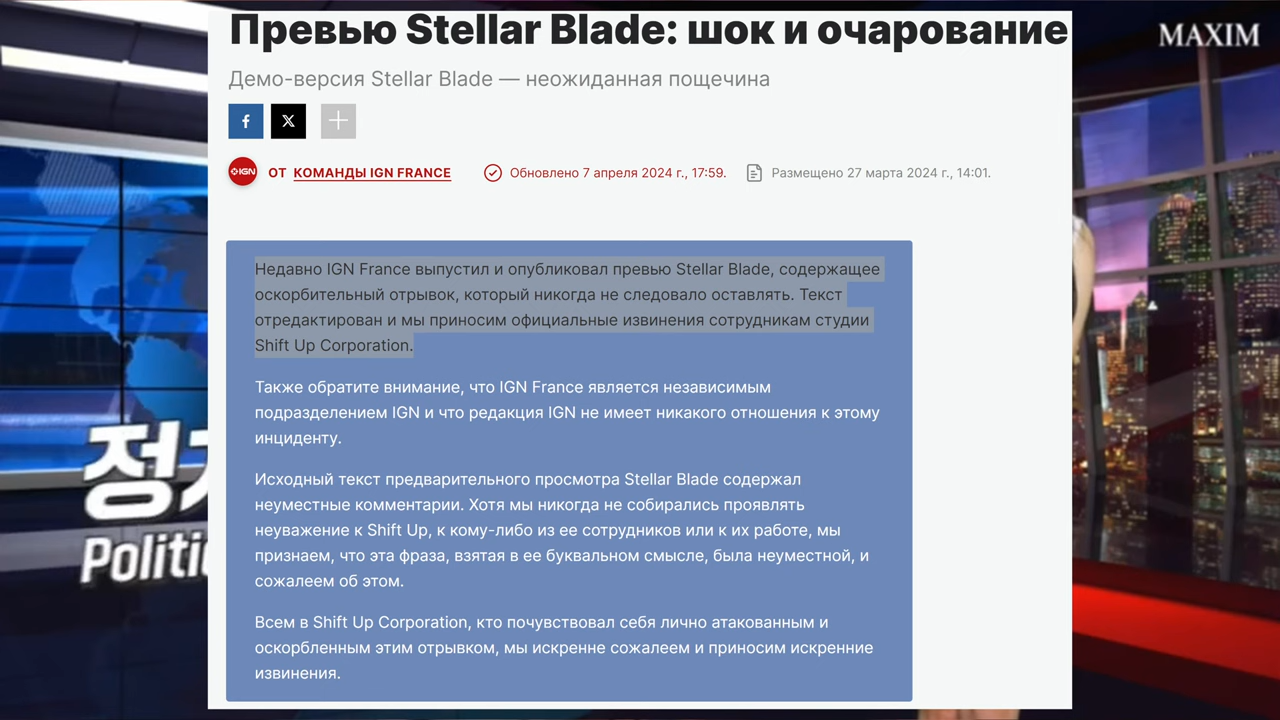 Превью Stellar Blade: шок и очарование
MAXIM
Демо-версия Stellar Blade — неожиданная пощечина
IGN
ОТ КОМАНДЫ IGN FRANCE
Обновлено 7 апреля 2024 г., 17:59.
Размещено 27 марта 2024 г., 14:01.
Недавно IGN France выпустил и опубликовал превью Stellar Blade, содержащее
оскорбительный отрывок, который никогда не следовало оставлять. Текст
отредактирован и мы приносим официальные извинения сотрудникам студии
Shift Up Corporation.
Также обратите внимание, что IGN France является независимым
подразделением IGN и что редакция IGN не имеет никакого отношения к этому
инциденту.
Исходный текст предварительного просмотра Stellar Blade содержал
неуместные комментарии. Хотя мы никогда не собирались проявлять
неуважение к Shift Up, к кому-либо из ее сотрудников или к их работе, мы
признаем, что эта фраза, взятая в ее буквальном смысле, была неуместной, и
сожалеем об этом.
Всем в Shift Up Corporation, кто почувствовал себя лично атакованным и
оскорбленным этим отрывком, мы искренне сожалеем и приносим искренние
извинения.
정
Politi